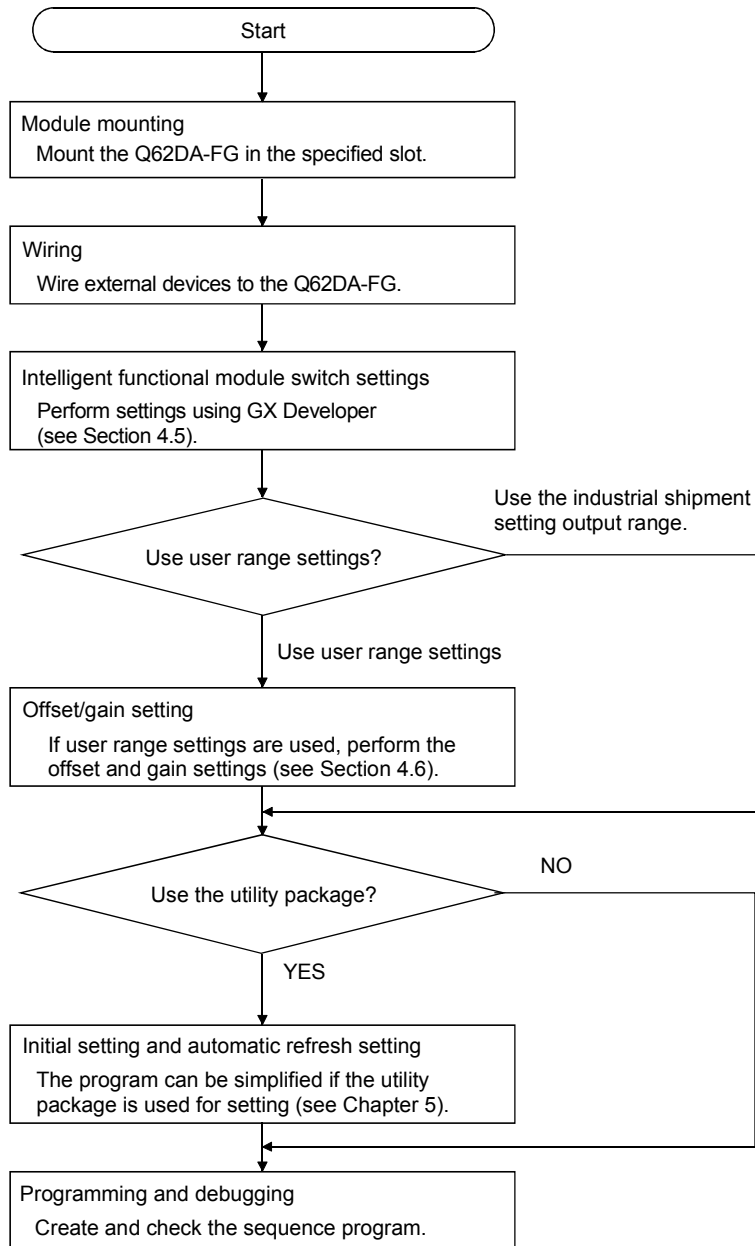 Start
Module mounting
Mount the Q62DA-FG in the specified slot.
Wiring
Wire external devices to the Q62DA-FG.
Intelligent functional module switch settings
Perform settings using GX Developer
(see Section 4.5).
Use the industrial shipment
setting output range.
Use user range settings?
Use user range settings
Offset/gain setting
If user range settings are used, perform the
offset and gain settings (see Section 4.6).
NO
Use the utility package?
YES
Initial setting and automatic refresh setting
The program can be simplified if the utility
package is used for setting (see Chapter 5).
Programming and debugging
Create and check the sequence program.